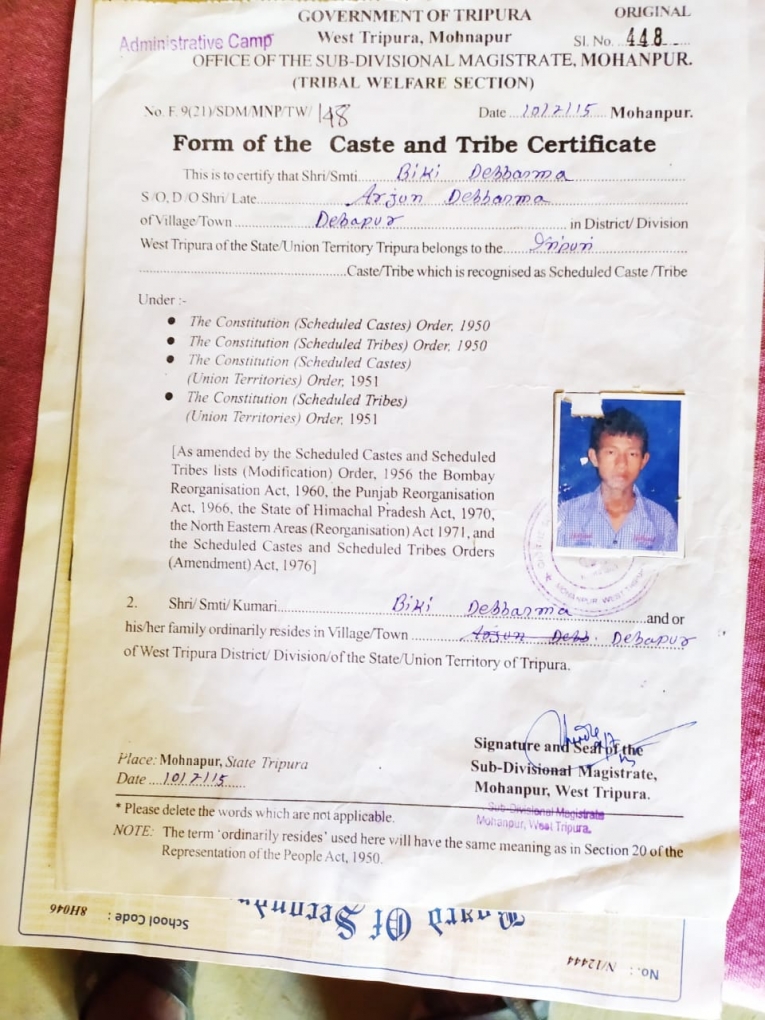 GOVERNMENT OF TRIPURA
ORIGINAL
Administrative Camp
West Tripura, Mohnapur
Sl. No. 448
OFFICE OF THE SUB-DIVISIONAL MAGISTRATE, MOHANPUR.
(TRIBAL WELFARE SECTION)
No. F. 9(21)/SDM/MNP/TW/ 148
Date 10/2/15 Mohanpur.
Form of the Caste and Tribe Certificate
This is to certify that Shri/Smti Biki Debbarma
S/O, D/O Shri/ Late Arjun Debbarma
of Village/Town Debapur in District/ Division
West Tripura of the State/Union Territory Tripura belongs to the Tripuri
Caste/Tribe which is recognised as Scheduled Caste /Tribe
Under :-
• The Constitution (Scheduled Castes) Order, 1950
• The Constitution (Scheduled Tribes) Order, 1950
• The Constitution (Scheduled Castes)
(Union Territories) Order, 1951
• The Constitution (Scheduled Tribes)
(Union Territories) Order, 1951
[As amended by the Scheduled Castes and Scheduled
Tribes lists (Modification) Order, 1956 the Bombay
Reorganisation Act, 1960, the Punjab Reorganisation
Act, 1966, the State of Himachal Pradesh Act, 1970,
the North Eastern Areas (Reorganisation) Act 1971, and
the Scheduled Castes and Scheduled Tribes Orders
(Amendment) Act, 1976]
MOHANPUR WEST TRIPURA
2. Shri/ Smti/ Kumari Biki Debbarma and or
his/her family ordinarily resides in Village/Town Arjun Debb. Debapur
of West Tripura District/ Division/of the State/Union Territory of Tripura.
Signature and Seal of the
Place: Mohnapur, State Tripura
Sub-Divisional Magistrate,
Date 10/2/15
Mohanpur, West Tripura.
Sub-Divisional Magistrate
Mohanpur, West Tripura.
* Please delete the words which are not applicable.
NOTE: The term 'ordinarily resides' used here will have the same meaning as in Section 20 of the
Representation of the People Act, 1950.
Board Of Secondu
School Code : 8H046
No. : N/12444